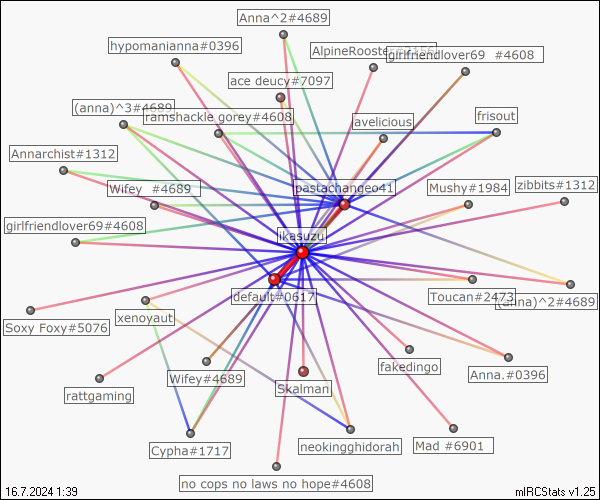 Anna^2#4689
hypomanianna#0396
AlpineRooster
girlfriendlover69 #4608
ace deucy#7097
(anna)^3#4689
ramshackle gorey#4608
avelicious
frisout
Annarchist#1312
Wifey #4689
pastachangeo41
Mushy#1984
zibbits#1312
girlfriendlover69#4608
ikasuzu
default#0617
Toucan#2473
(anna)^2#4689
Soxy Foxy#5076
xenoyaut
fakedingo
Anna.#0396
rattgaming
Wifey#4689
Skalman
Cypha#1717
neokingghidorah
Mad #6901
no cops no laws no hope#4608
16.7.2024 1:39
mIRCStats v1.25